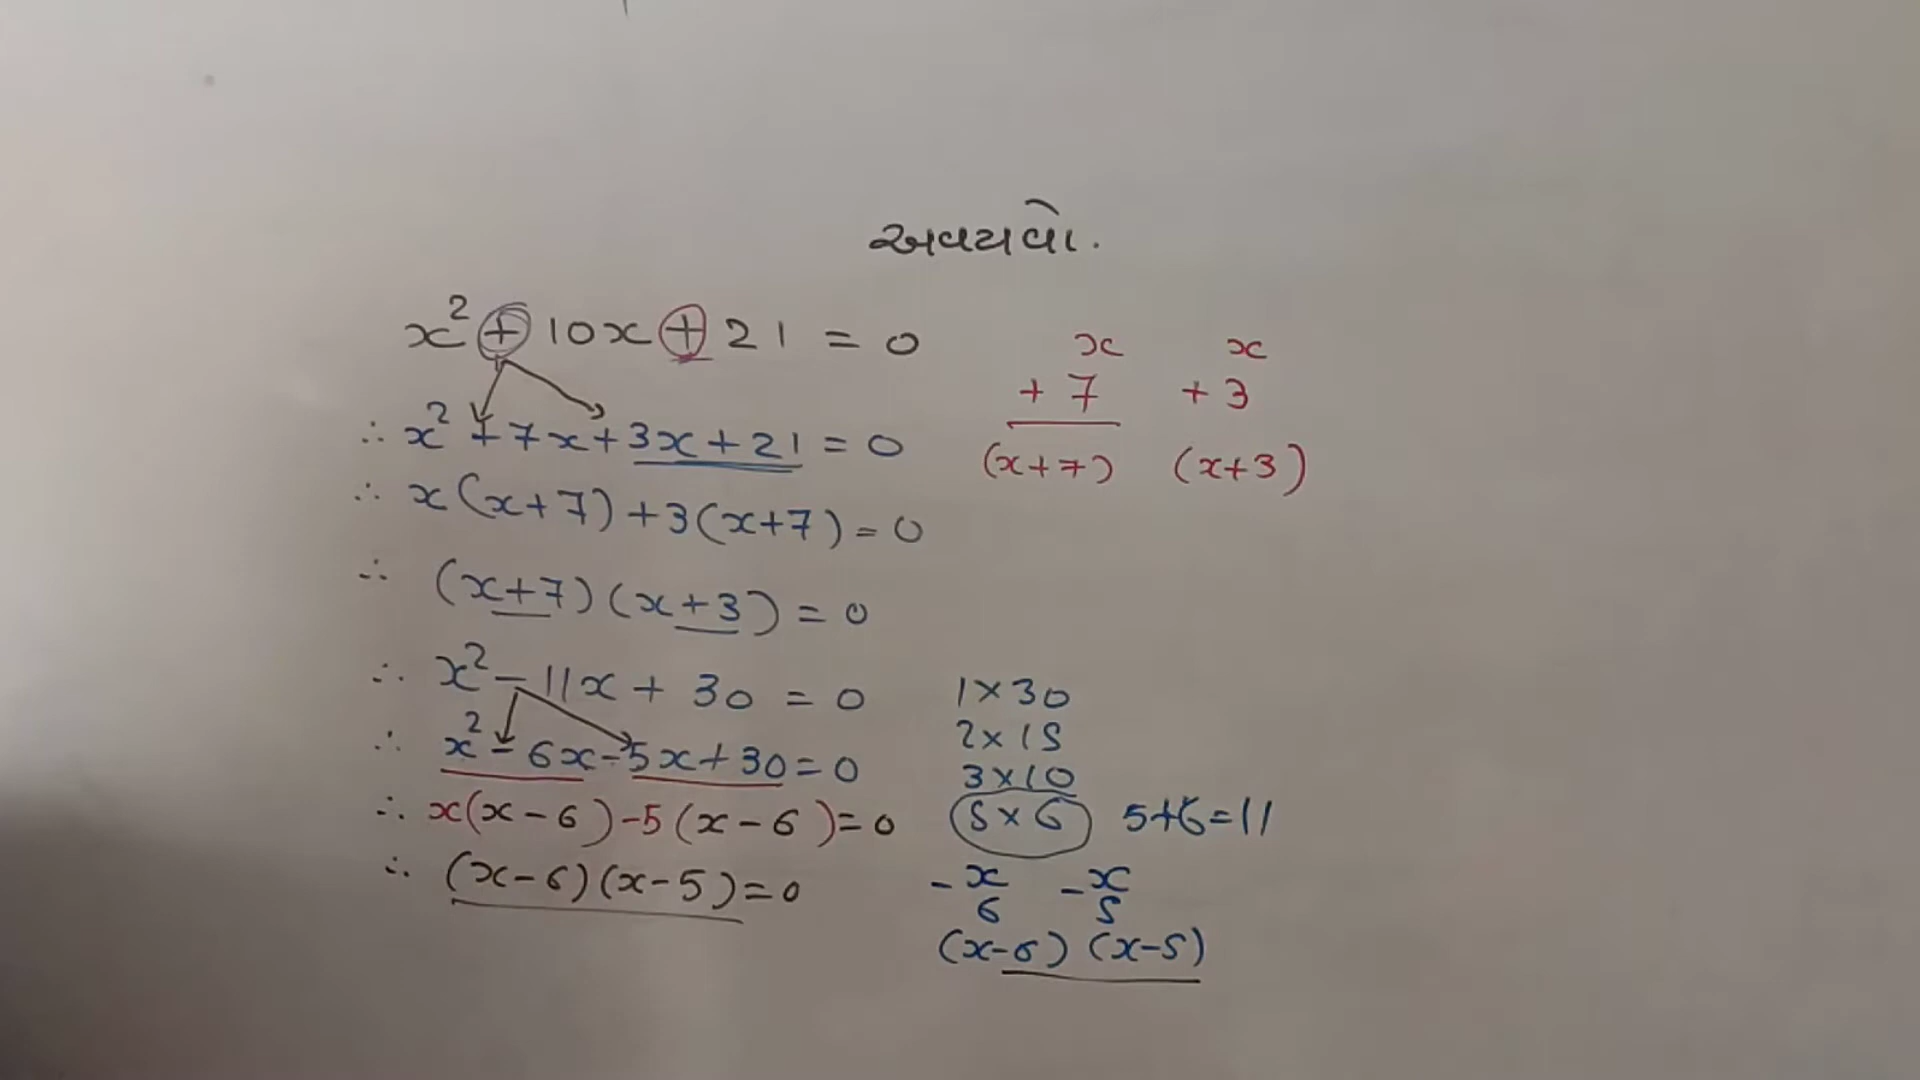 અવયવો.
x² + 10x + 21 = 0
x x
+ 7 + 3
∴ x² + 7x + 3x + 21 = 0
(x+7) (x+3)
∴ x(x+7) + 3(x+7) = 0
∴ (x+7)(x+3) = 0
∴ x² - 11x + 30 = 0
1 × 30
∴ x² - 6x - 5x + 30 = 0
2 × 15
3 × 10
∴ x(x-6) -5(x-6) = 0
5 × 6 5+6=11
∴ (x-6)(x-5) = 0
- x - x
6 5
(x-6) (x-5)